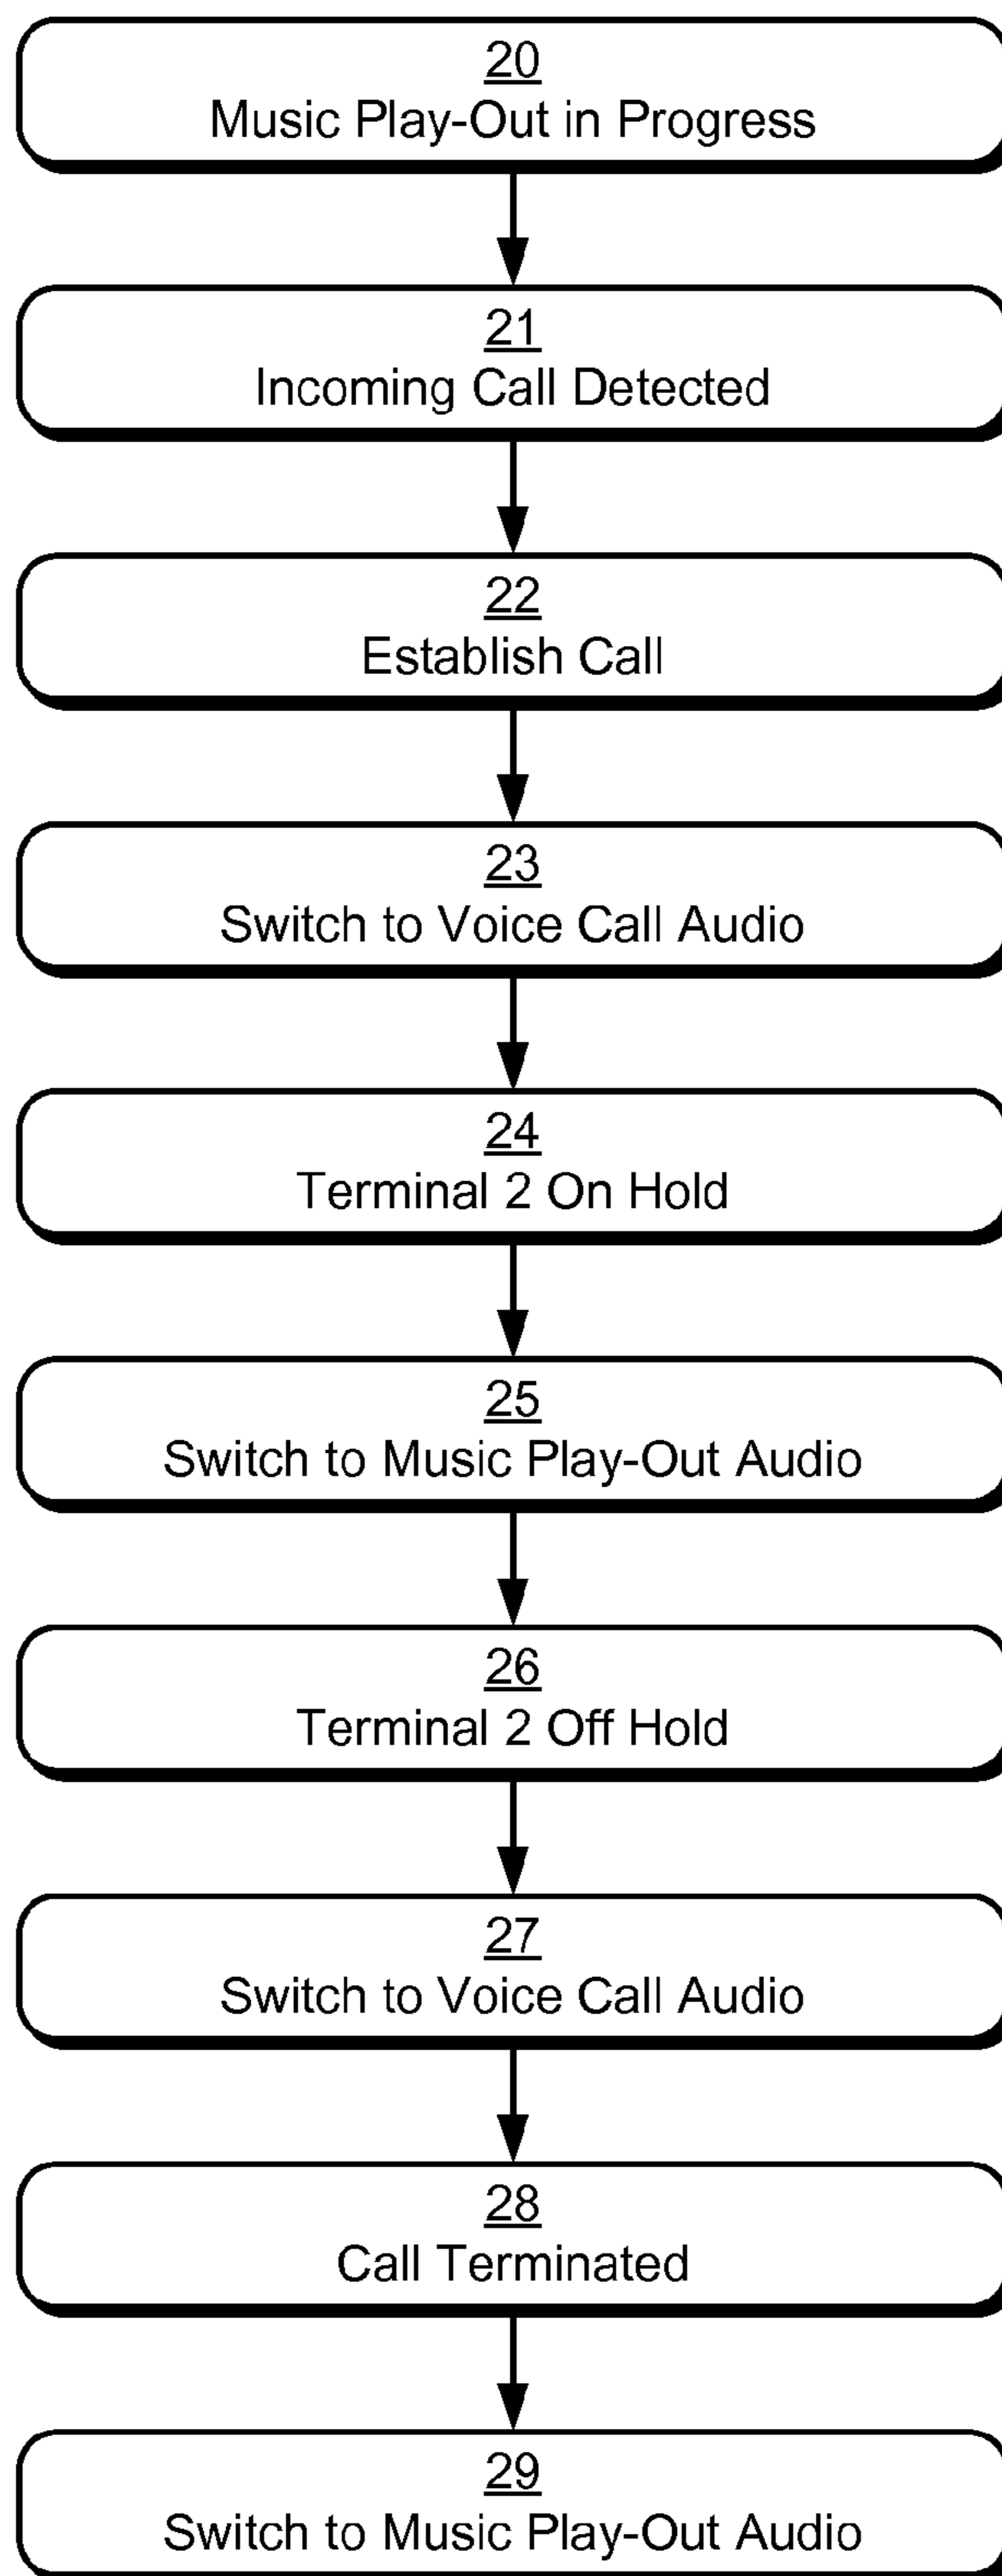 20
Music Play-Out in Progress
21
Incoming Call Detected
22
Establish Call
23
Switch to Voice Call Audio
24
Terminal 2 On Hold
25
Switch to Music Play-Out Audio
26
Terminal 2 Off Hold
27
Switch to Voice Call Audio
28
Call Terminated
29
Switch to Music Play-Out Audio